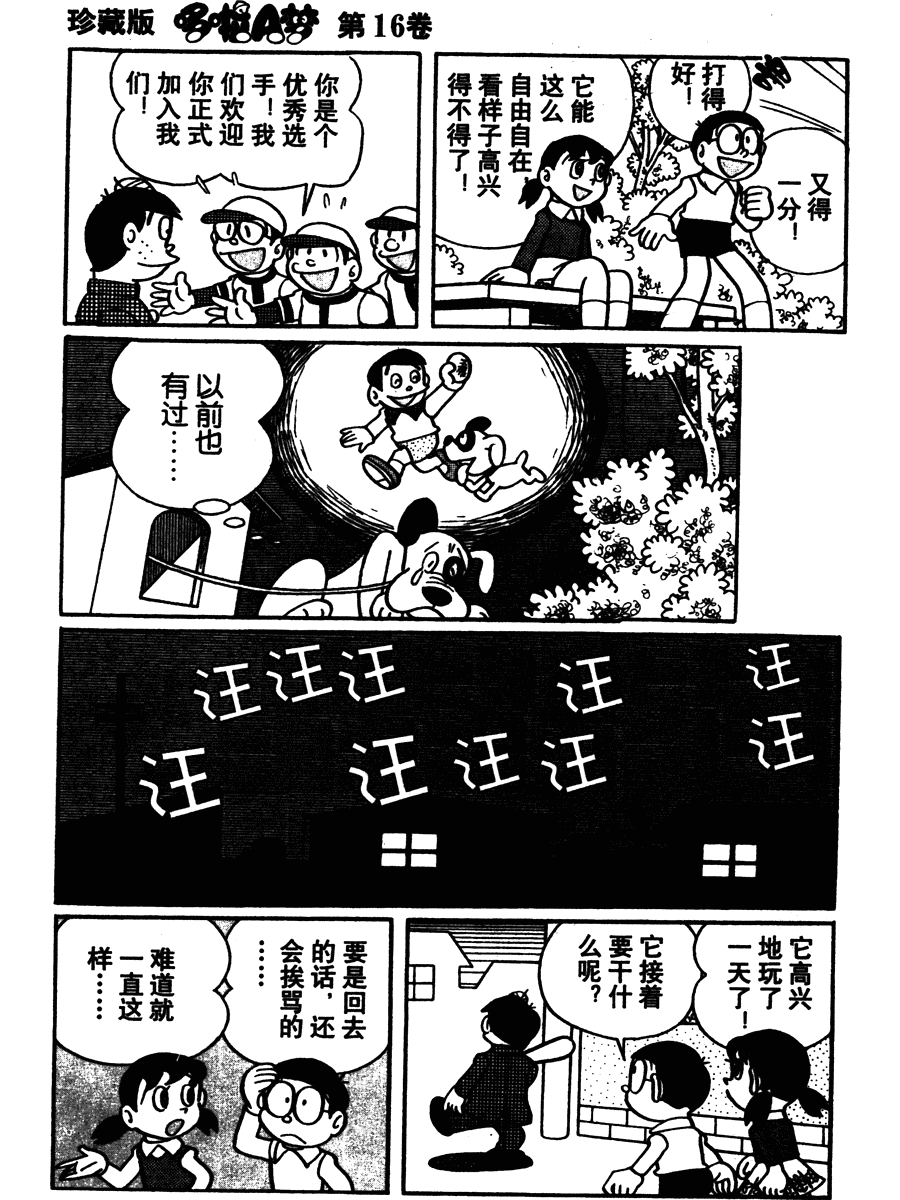 珍藏版 哆啦A梦 第16卷
打得
好！
又得
一分！
它能
这么
自由自在，
看样子高兴
得不得了！
你是个
优秀选
手！我
们欢迎
你正式
加入我
们！
以前也
有过……
汪 汪 汪 汪 汪
汪 汪 汪 汪 汪
它高兴
地玩了
一天了！
它接着
要干什
么呢？
要是回去
的话，还
会挨骂的
……
难道就
一直这
样……